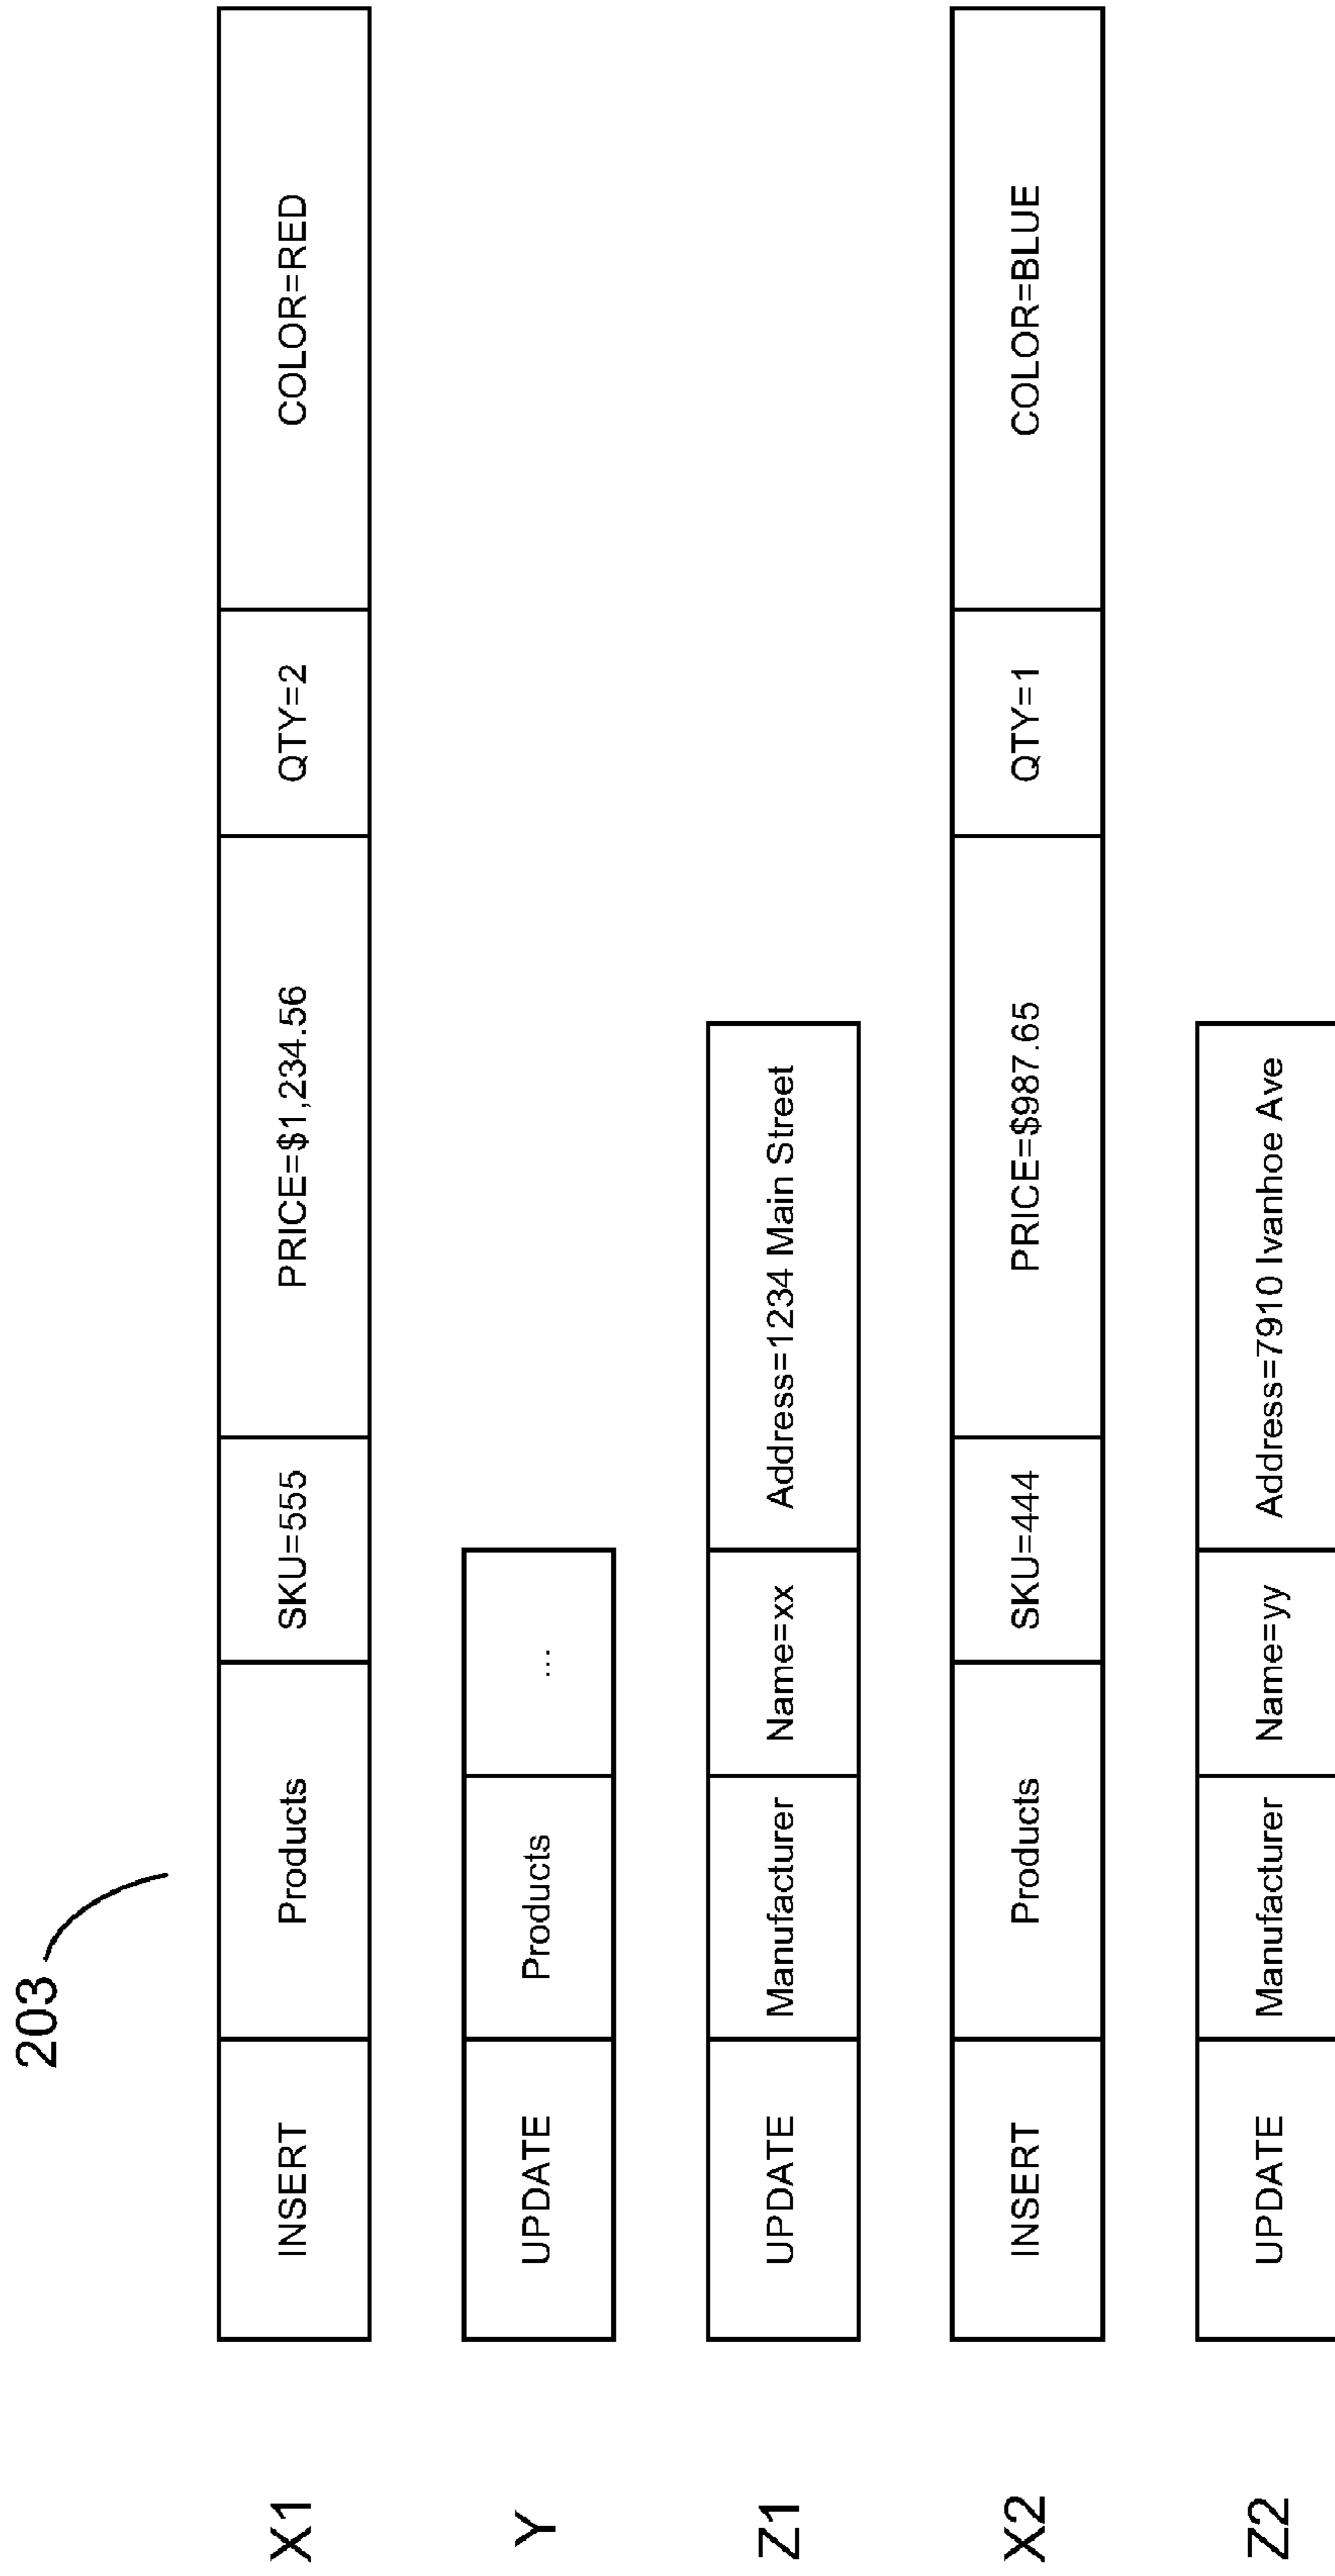 203
X1 INSERT Products SKU=555 PRICE=$1,234.56 QTY=2 COLOR=RED
Y UPDATE Products ...
Z1 UPDATE Manufacturer Name=xx Address=1234 Main Street
X2 INSERT Products SKU=444 PRICE=$987.65 QTY=1 COLOR=BLUE
Z2 UPDATE Manufacturer Name=yy Address=7910 Ivanhoe Ave